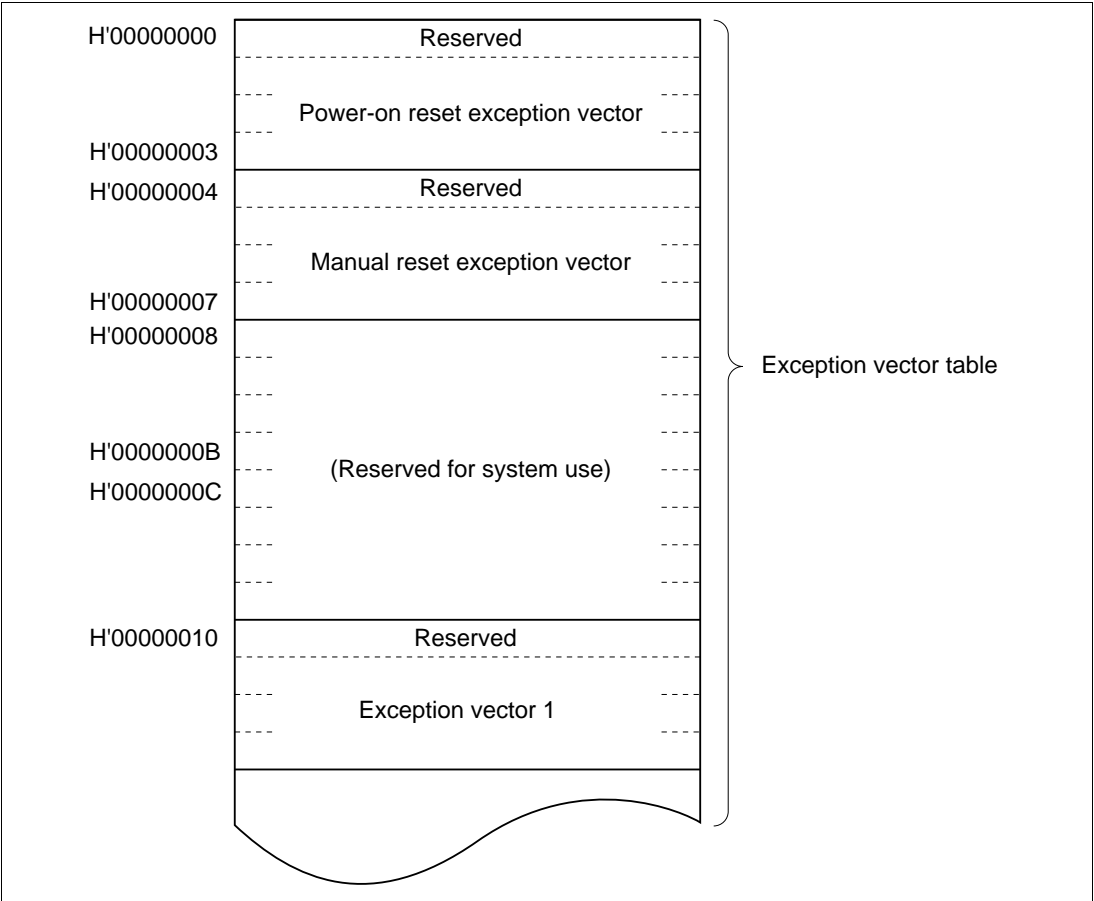 H'00000000
Reserved
Power-on reset exception vector
H'00000003
H'00000004
Reserved
Manual reset exception vector
H'00000007
H'00000008
Exception vector table
H'0000000B
(Reserved for system use)
H'0000000C
H'00000010
Reserved
Exception vector 1